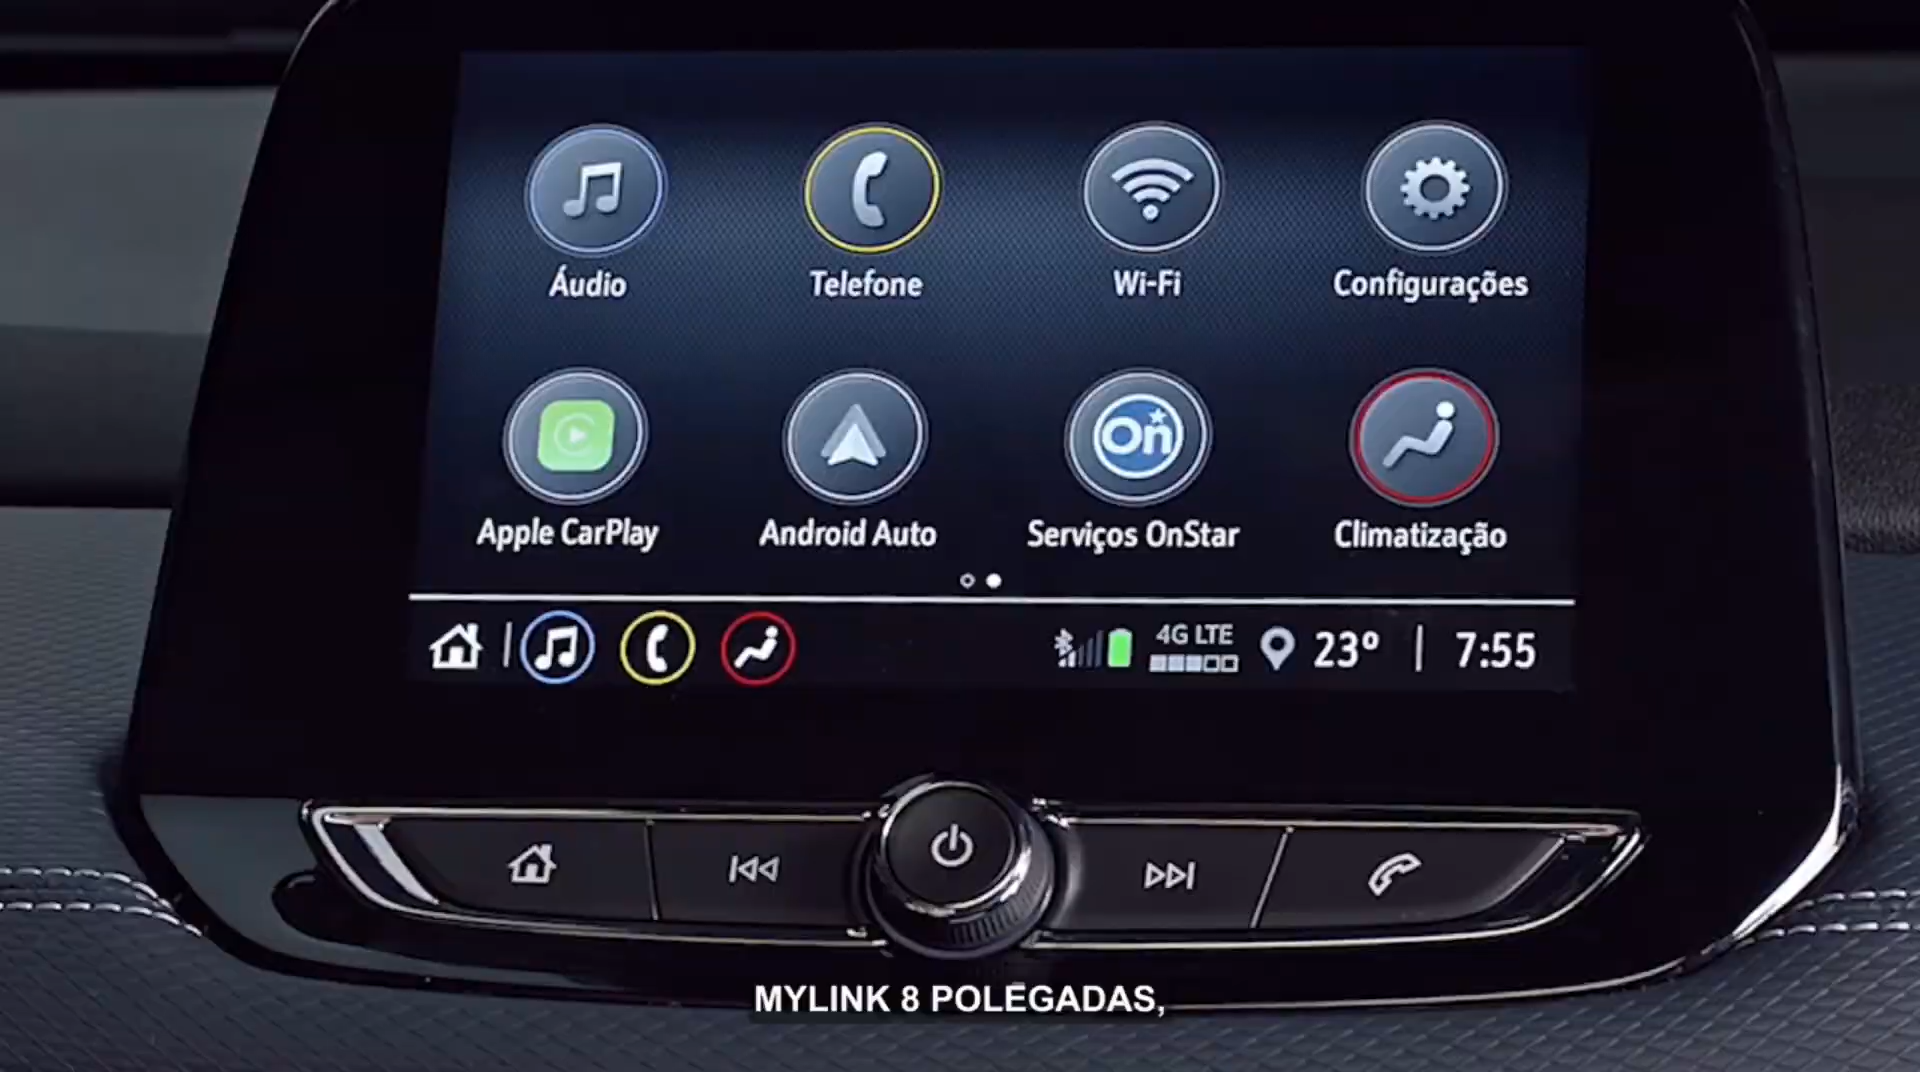 Áudio Telefone Wi-Fi Configurações
On
Apple CarPlay Android Auto Serviços OnStar Climatização
4G LTE 23° | 7:55
MYLINK 8 POLEGADAS,